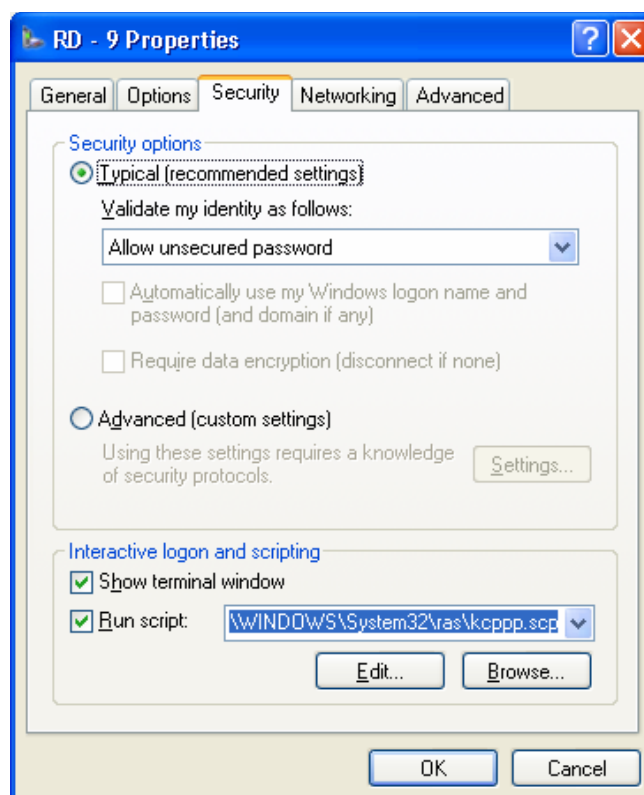 RD - 9 Properties
General Options Security Networking Advanced
Security options
Typical (recommended settings)
Validate my identity as follows:
Allow unsecured password
Automatically use my Windows logon name and
password (and domain if any)
Require data encryption (disconnect if none)
Advanced (custom settings)
Using these settings requires a knowledge
of security protocols.
Settings...
Interactive logon and scripting
Show terminal window
Run script: \WINDOWS\System32\ras\kcppp.scp
Edit... Browse...
OK Cancel